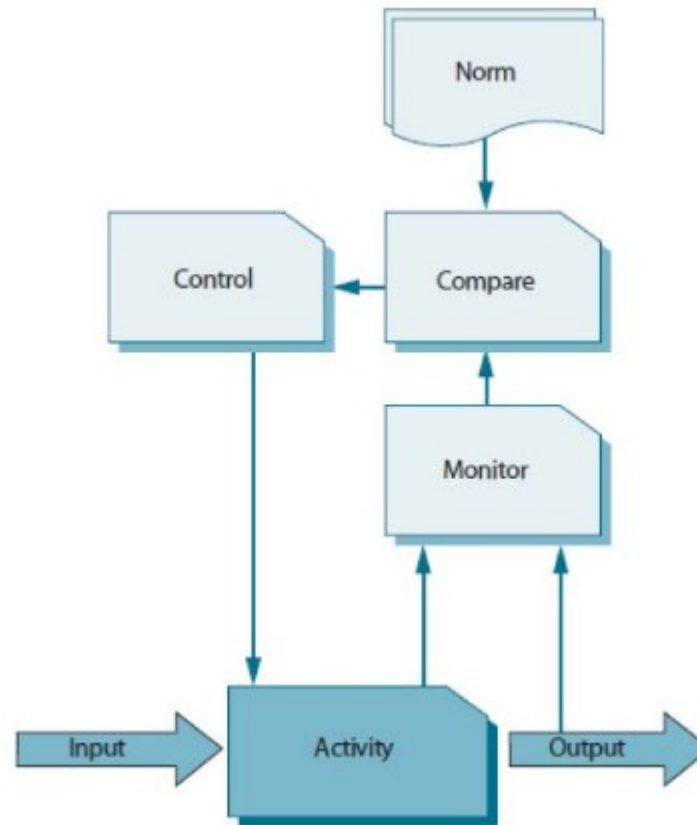 Norm
Control
Compare
Monitor
Input
Activity
Output